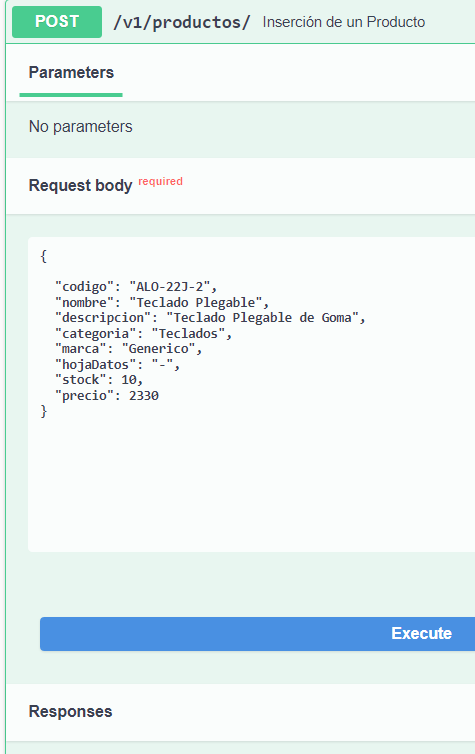 POST /v1/productos/ Inserción de un Producto
Parameters
No parameters
Request body required
{
"codigo": "ALO-22J-2",
"nombre": "Teclado Plegable",
"descripcion": "Teclado Plegable de Goma",
"categoria": "Teclados",
"marca": "Generico",
"hojaDatos": "-",
"stock": 10,
"precio": 2330
}
Execute
Responses